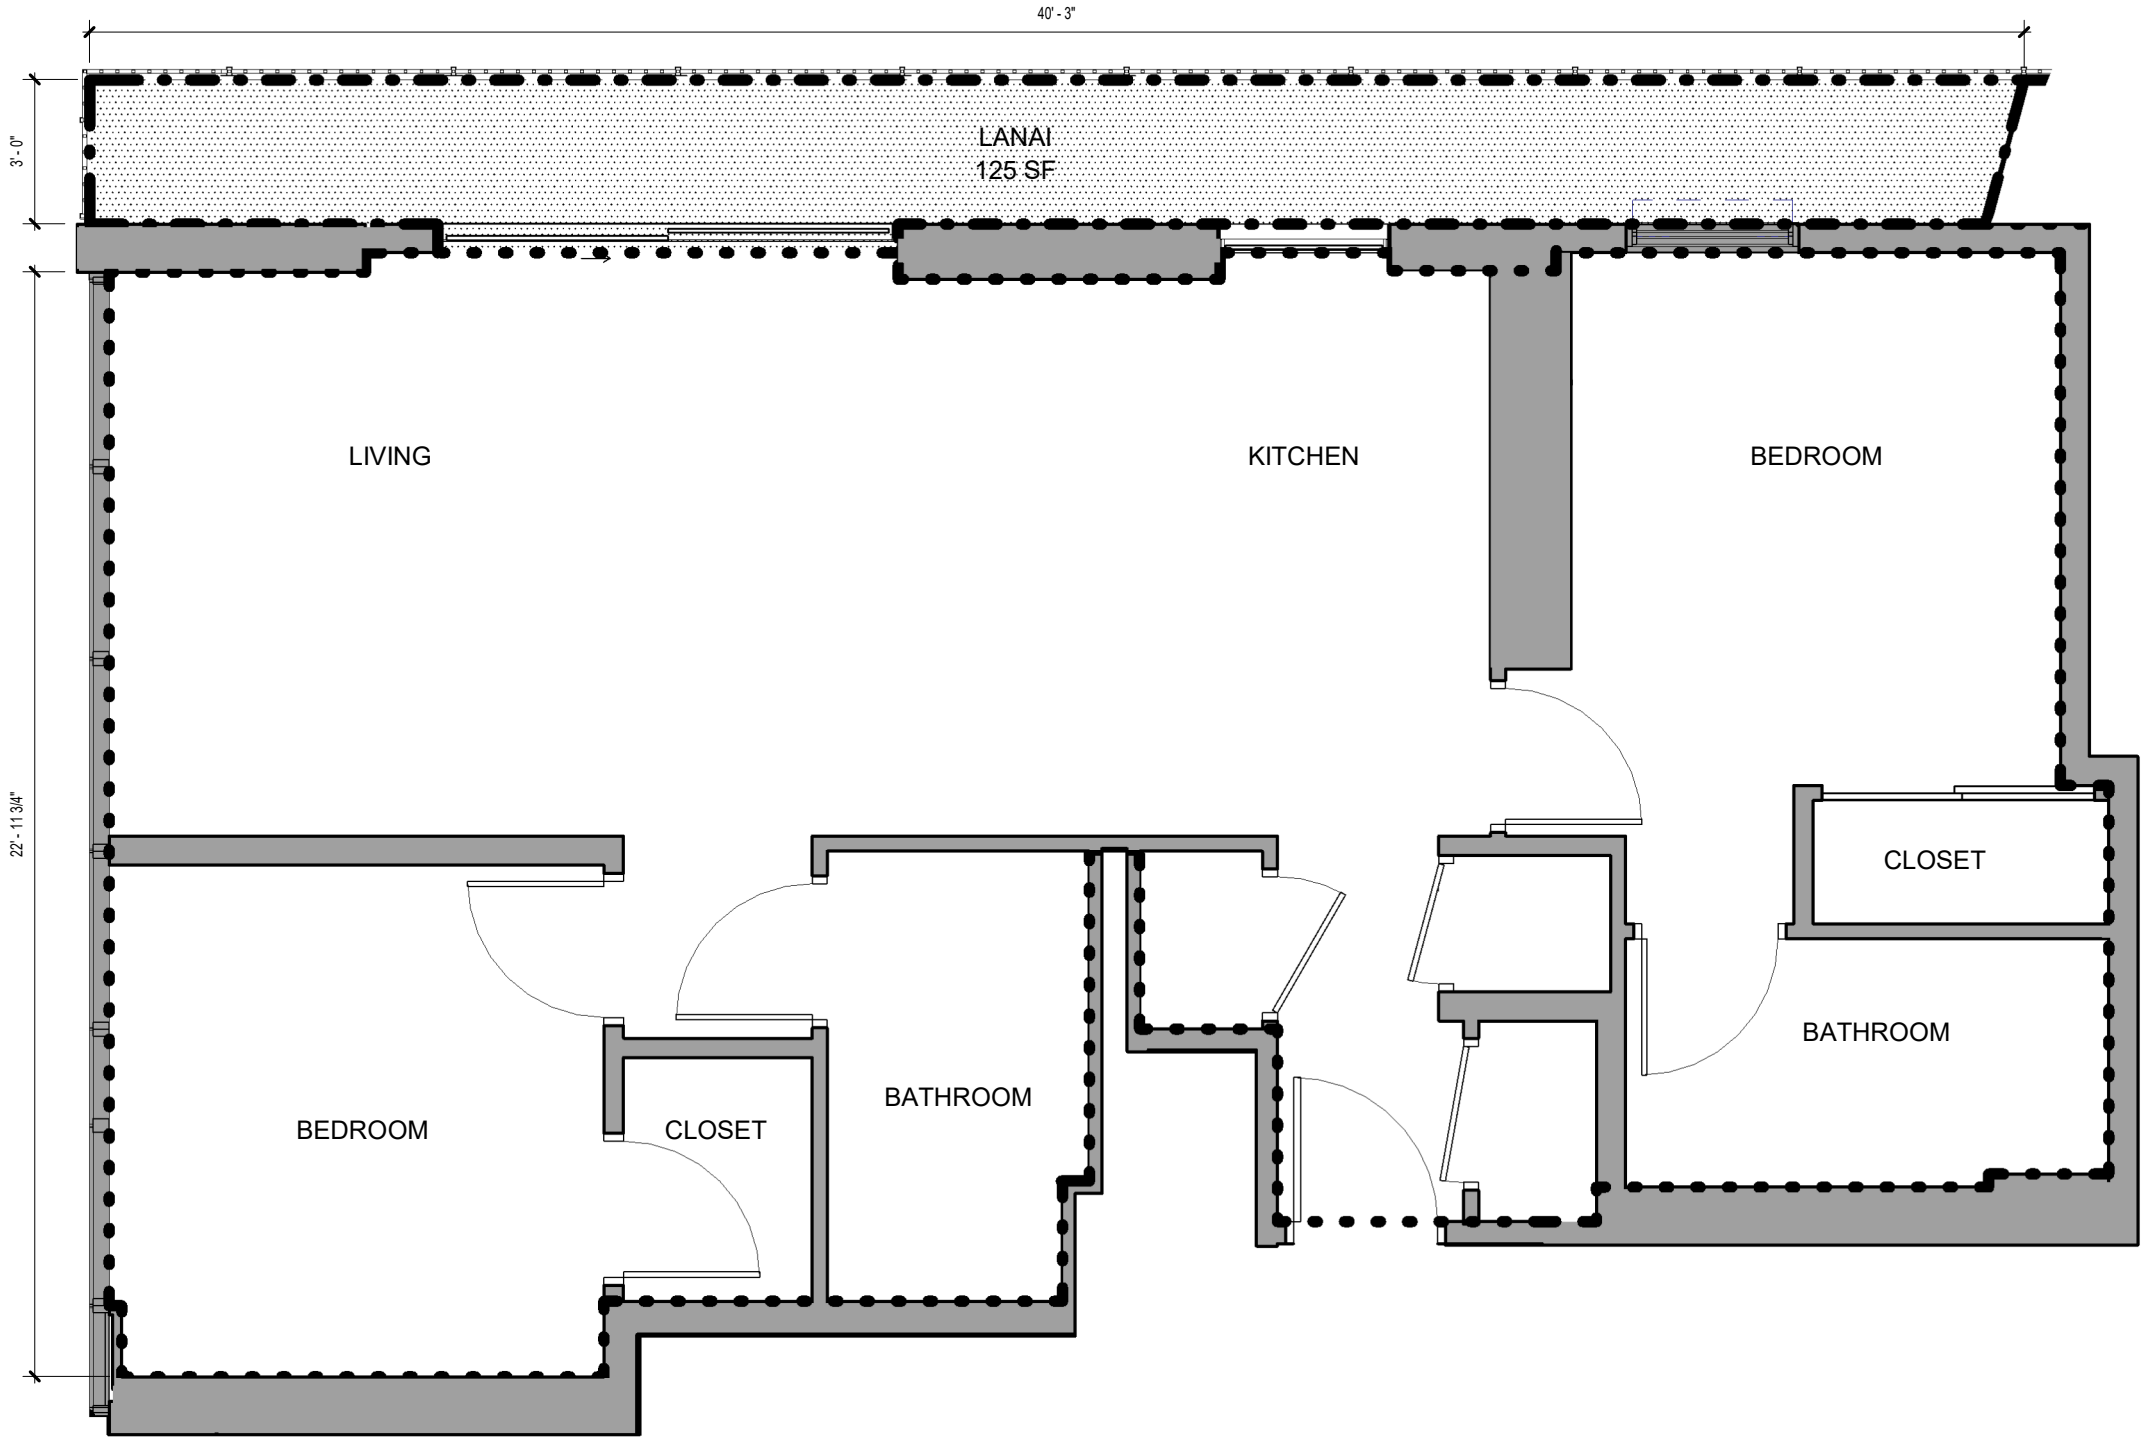 40' - 3"
3' - 0"
LANAI
125 SF
LIVING
KITCHEN
BEDROOM
22' - 11 3/4"
CLOSET
BATHROOM
BATHROOM
BEDROOM
CLOSET